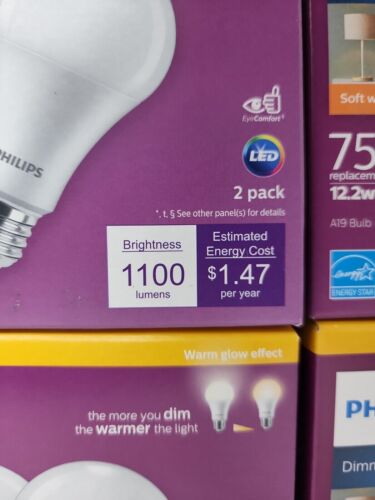 PHILIPS
EyeComfort
LED
2 pack
*, †, § See other panel(s) for details
Brightness
1100
lumens
Estimated
Energy Cost
$1.47
per year
Soft
75
replacem
12.2w
A19 Bulb
energy
ENERGY STAR
Warm glow effect
the more you dim
the warmer the light
PH
Dimm